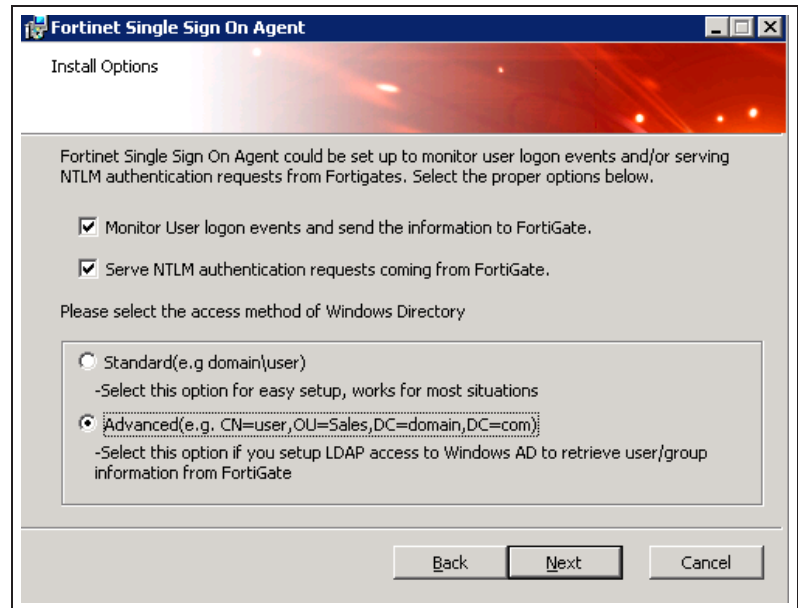 Fortinet Single Sign On Agent
Install Options
Fortinet Single Sign On Agent could be set up to monitor user logon events and/or serving
NTLM authentication requests from Fortigates. Select the proper options below.
Monitor User logon events and send the information to FortiGate.
Serve NTLM authentication requests coming from FortiGate.
Please select the access method of Windows Directory
Standard(e.g domain\user)
-Select this option for easy setup, works for most situations
Advanced(e.g. CN=user,OU=Sales,DC=domain,DC=com)
-Select this option if you setup LDAP access to Windows AD to retrieve user/group
information from FortiGate
Back Next Cancel